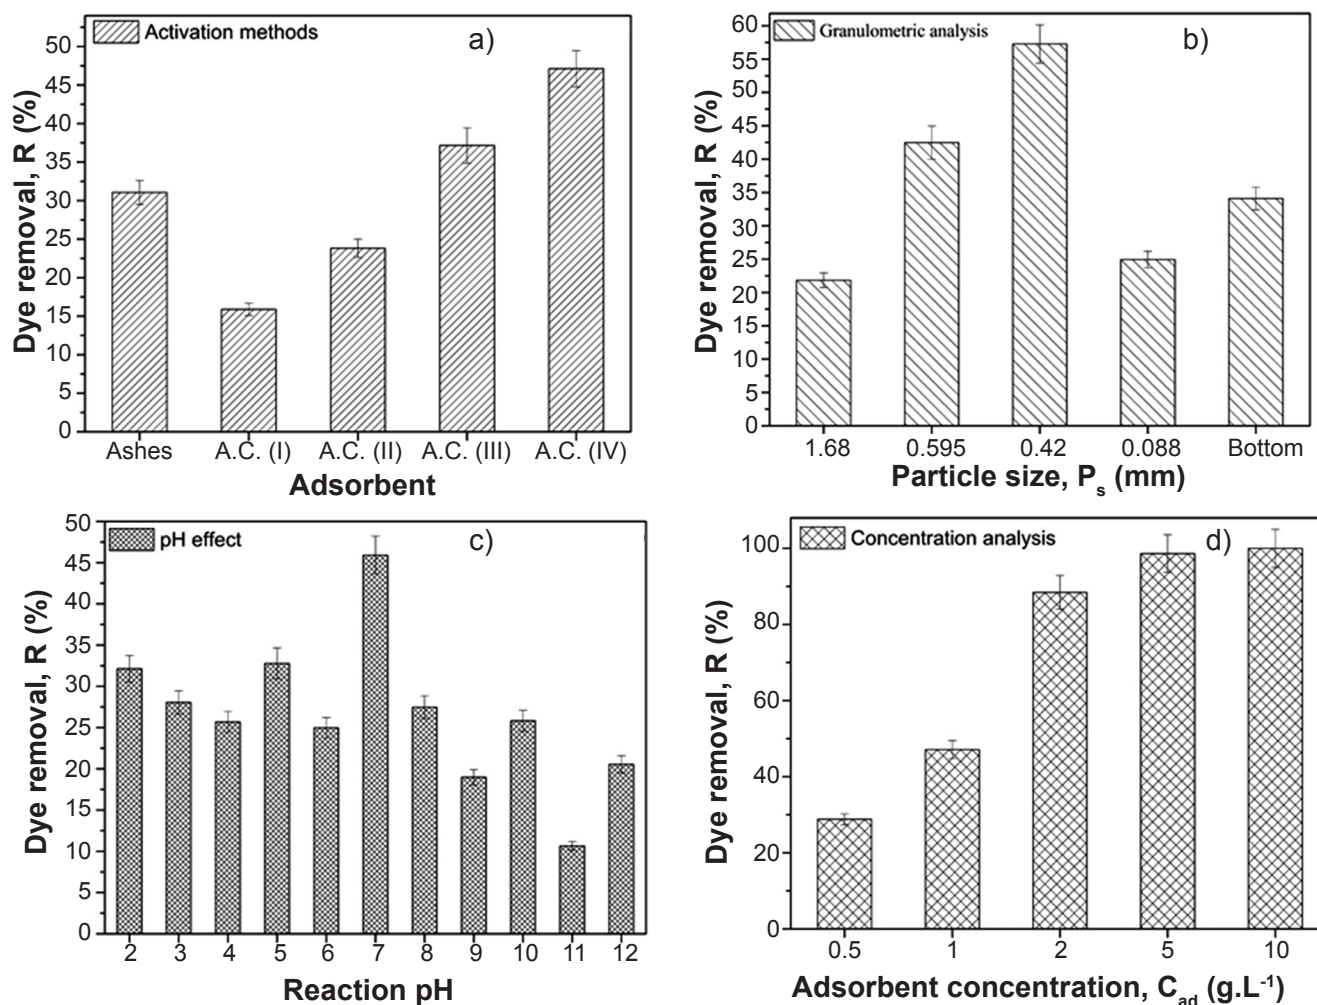 Activation methods
a)
Dye removal, R (%)
50
45
40
35
30
25
20
15
10
5
0
Ashes A.C. (I) A.C. (II) A.C. (III) A.C. (IV)
Adsorbent
Granulometric analysis
b)
Dye removal, R (%)
60
55
50
45
40
35
30
25
20
15
10
5
0
1.68 0.595 0.42 0.088 Bottom
Particle size, Pₛ (mm)
pH effect
c)
Dye removal, R (%)
50
45
40
35
30
25
20
15
10
5
0
2 3 4 5 6 7 8 9 10 11 12
Reaction pH
Concentration analysis
d)
Dye removal, R (%)
100
80
60
40
20
0
0.5 1 2 5 10
Adsorbent concentration, C_ad (g.L⁻¹)